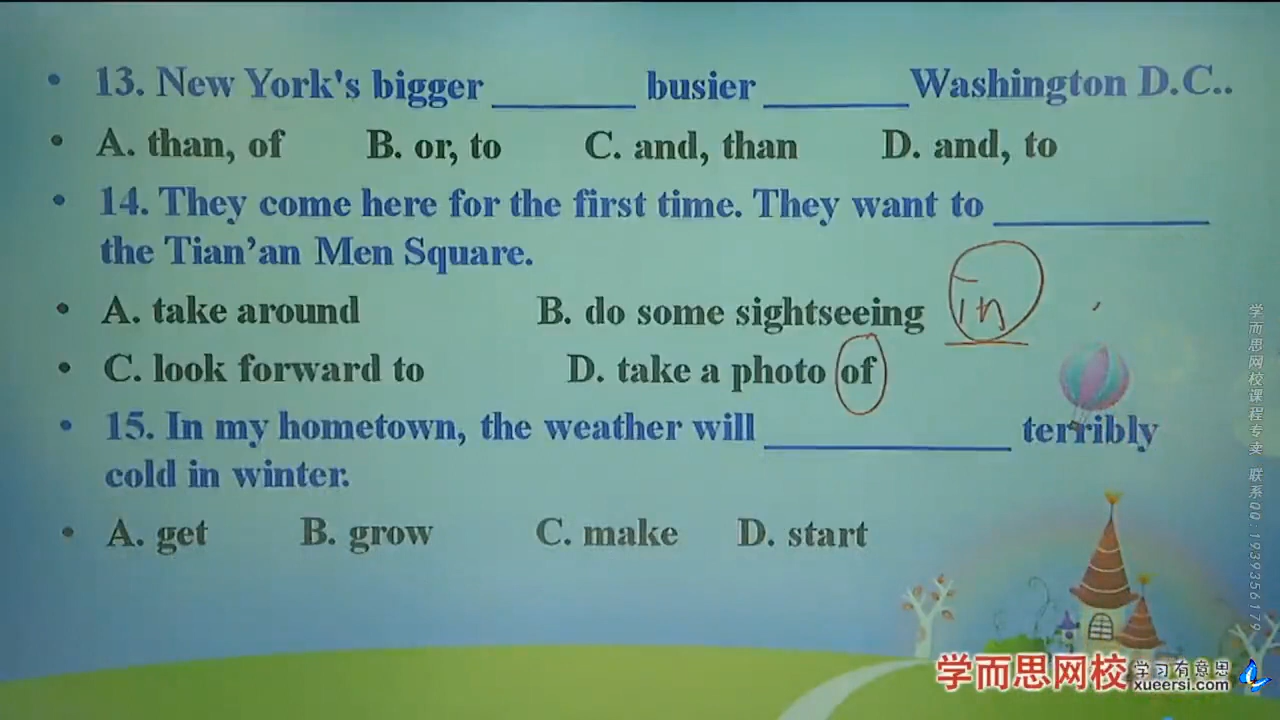 • 13. New York's bigger ________ busier ________ Washington D.C..
• A. than, of B. or, to C. and, than D. and, to
• 14. They come here for the first time. They want to ____________
the Tian’an Men Square.
• A. take around B. do some sightseeing in
• C. look forward to D. take a photo of
• 15. In my hometown, the weather will ______________ terribly
cold in winter.
• A. get B. grow C. make D. start
学而思网校课程专卖 联系QQ:1939356179
学而思网校 学习有意思
xueersi.com